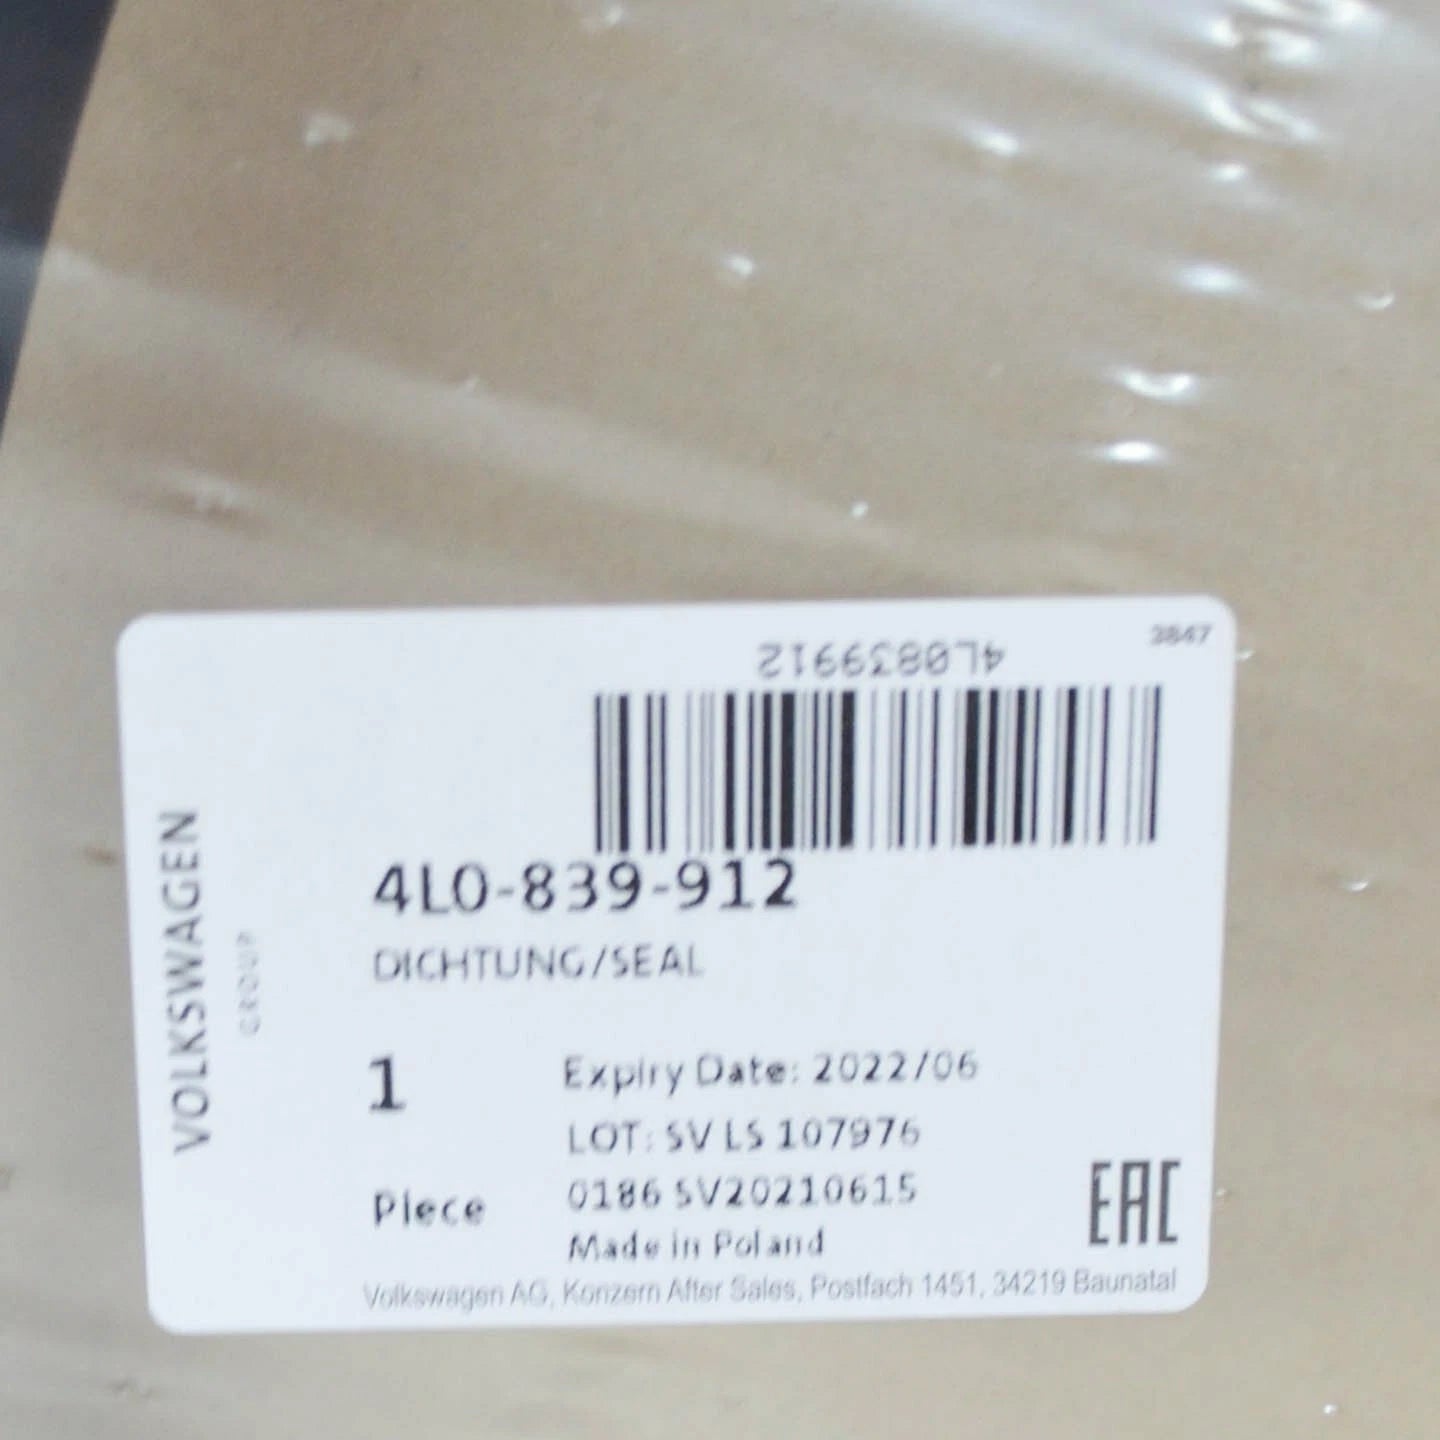 3847
4L0839912
4L0-839-912
DICHTUNG/SEAL
1
Piece
Expiry Date: 2022/06
LOT: SV LS 107976
0186 SV20210615
Made in Poland
EAC
Volkswagen AG, Konzern After Sales, Postfach 1451, 34219 Baunatal
VOLKSWAGEN
GROUP